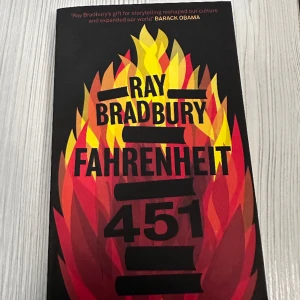 'Ray Bradbury's gift for storytelling reshaped our culture
and expanded our world' BARACK OBAMA
RAY
BRADBURY
FAHRENHEIT
451